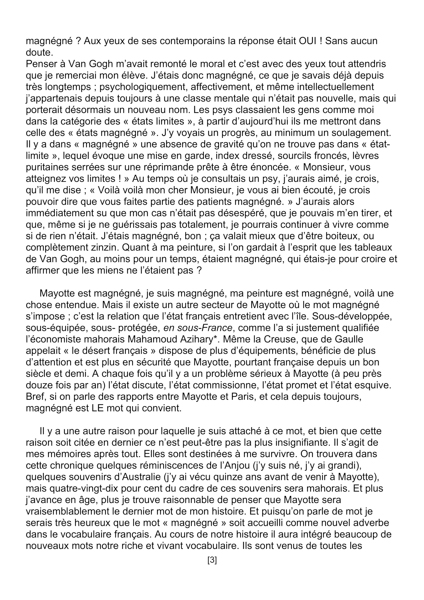 magnégné ? Aux yeux de ses contemporains la réponse était OUI ! Sans aucun
doute.
Penser à Van Gogh m'avait remonté le moral et c'est avec des yeux tout attendris
que je remerciai mon élève. J'étais donc magnégné, ce que je savais déjà depuis
très longtemps ; psychologiquement, affectivement, et même intellectuellement
j'appartenais depuis toujours à une classe mentale qui n'était pas nouvelle, mais qui
porterait désormais un nouveau nom. Les psys classaient les gens comme moi
dans la catégorie des « états limites », à partir d'aujourd'hui ils me mettront dans
celle des « états magnégné ». J'y voyais un progrès, au minimum un soulagement.
Il y a dans « magnégné » une absence de gravité qu'on ne trouve pas dans « état-
limite », lequel évoque une mise en garde, index dressé, sourcils froncés, lèvres
puritaines serrées sur une réprimande prête à être énoncée. « Monsieur, vous
atteignez vos limites ! » Au temps où je consultais un psy, j'aurais aimé, je crois,
qu'il me dise ; « Voilà voilà mon cher Monsieur, je vous ai bien écouté, je crois
pouvoir dire que vous faites partie des patients magnégné. » J'aurais alors
immédiatement su que mon cas n'était pas désespéré, que je pouvais m'en tirer, et
que, même si je ne guérissais pas totalement, je pourrais continuer à vivre comme
si de rien n'était. J'étais magnégné, bon ; ça valait mieux que d'être boiteux, ou
complètement zinzin. Quant à ma peinture, si l'on gardait à l'esprit que les tableaux
de Van Gogh, au moins pour un temps, étaient magnégné, qui étais-je pour croire et
affirmer que les miens ne l'étaient pas ?
Mayotte est magnégné, je suis magnégné, ma peinture est magnégné, voilà une
chose entendue. Mais il existe un autre secteur de Mayotte où le mot magnégné
s'impose ; c'est la relation que l'état français entretient avec l'île. Sous-développée,
sous-équipée, sous- protégée, en sous-France, comme l'a si justement qualifiée
l'économiste mahorais Mahamoud Azihary*. Même la Creuse, que de Gaulle
appelait « le désert français » dispose de plus d'équipements, bénéficie de plus
d'attention et est plus en sécurité que Mayotte, pourtant française depuis un bon
siècle et demi. A chaque fois qu'il y a un problème sérieux à Mayotte (à peu près
douze fois par an) l'état discute, l'état commissionne, l'état promet et l'état esquive.
Bref, si on parle des rapports entre Mayotte et Paris, et cela depuis toujours,
magnégné est LE mot qui convient.
Il y a une autre raison pour laquelle je suis attaché à ce mot, et bien que cette
raison soit citée en dernier ce n'est peut-être pas la plus insignifiante. Il s'agit de
mes mémoires après tout. Elles sont destinées à me survivre. On trouvera dans
cette chronique quelques réminiscences de l'Anjou (j'y suis né, j'y ai grandi),
quelques souvenirs d'Australie (j'y ai vécu quinze ans avant de venir à Mayotte),
mais quatre-vingt-dix pour cent du cadre de ces souvenirs sera mahorais. Et plus
j'avance en âge, plus je trouve raisonnable de penser que Mayotte sera
vraisemblablement le dernier mot de mon histoire. Et puisqu'on parle de mot je
serais très heureux que le mot « magnégné » soit accueilli comme nouvel adverbe
dans le vocabulaire français. Au cours de notre histoire il aura intégré beaucoup de
nouveaux mots notre riche et vivant vocabulaire. Ils sont venus de toutes les
[3]